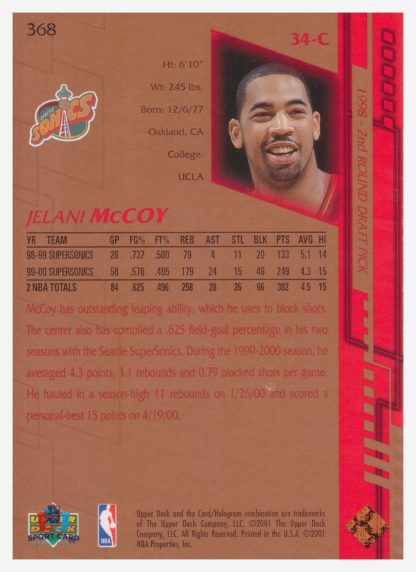 368
34-C
Ht: 6'10"
Wt: 245 lbs.
Born: 12/6/77
Oakland, CA
College:
UCLA
SEATTLE
SONICS
1998 - 2nd ROUND DRAFT PICK
JELANI McCOY
YR TEAM GP FG% FT% REB AST STL BLK PTS AVG HI
98-99 SUPERSONICS 26 .737 .500 79 4 11 20 133 5.1 14
99-00 SUPERSONICS 58 .576 .495 179 24 15 46 249 4.3 15
2 NBA TOTALS 84 .625 .496 258 28 26 66 382 4.5 15
McCoy has outstanding leaping ability, which he uses to block shots.
The center also has compiled a .625 field-goal percentage in his two
seasons with the Seattle SuperSonics. During the 1999-2000 season, he
averaged 4.3 points, 3.1 rebounds and 0.79 blocked shots per game.
He hauled in a season-high 11 rebounds on 1/26/00 and scored a
personal-best 15 points on 4/19/00.
UPPER DECK
SPORT CARD
NBA
Upper Deck and the Card/Hologram combination are trademarks
of The Upper Deck Company, LLC. ©2001 The Upper Deck
Company, LLC. All Rights Reserved. Printed in the U.S.A. ©2001
NBA Properties, Inc.